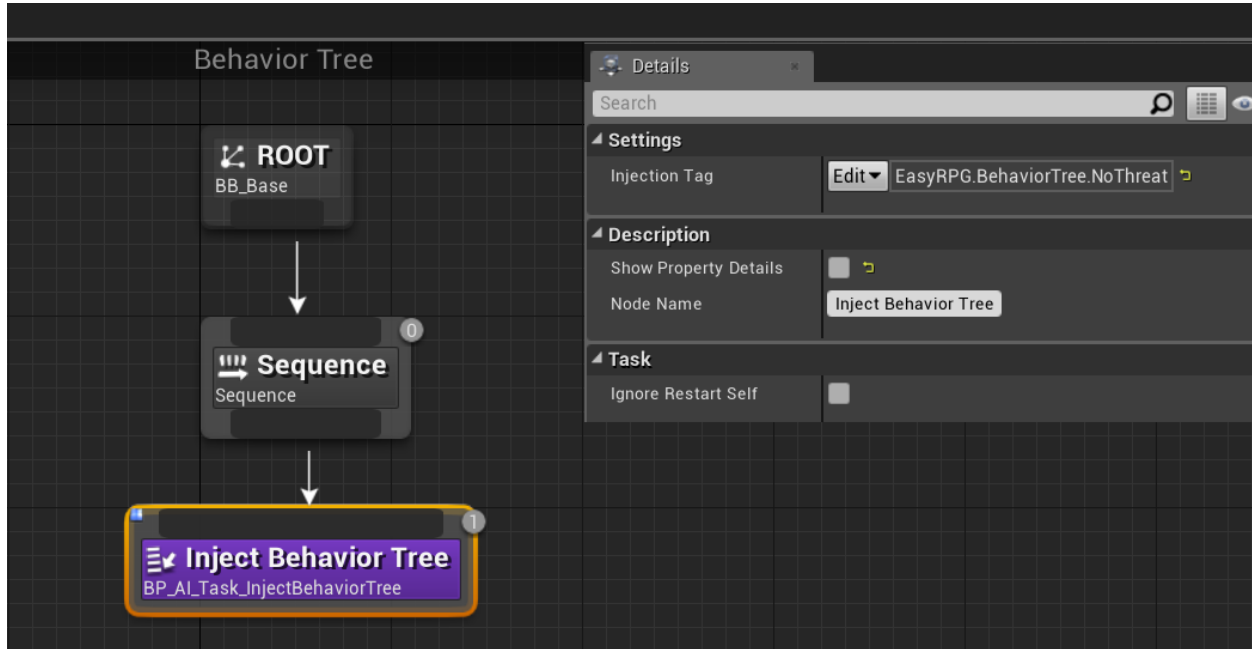 Behavior Tree
ROOT
BB_Base
0
Sequence
Sequence
1
Inject Behavior Tree
BP_AI_Task_InjectBehaviorTree
Details
Search
Settings
Injection Tag Edit EasyRPG.BehaviorTree.NoThreat
Description
Show Property Details
Node Name Inject Behavior Tree
Task
Ignore Restart Self